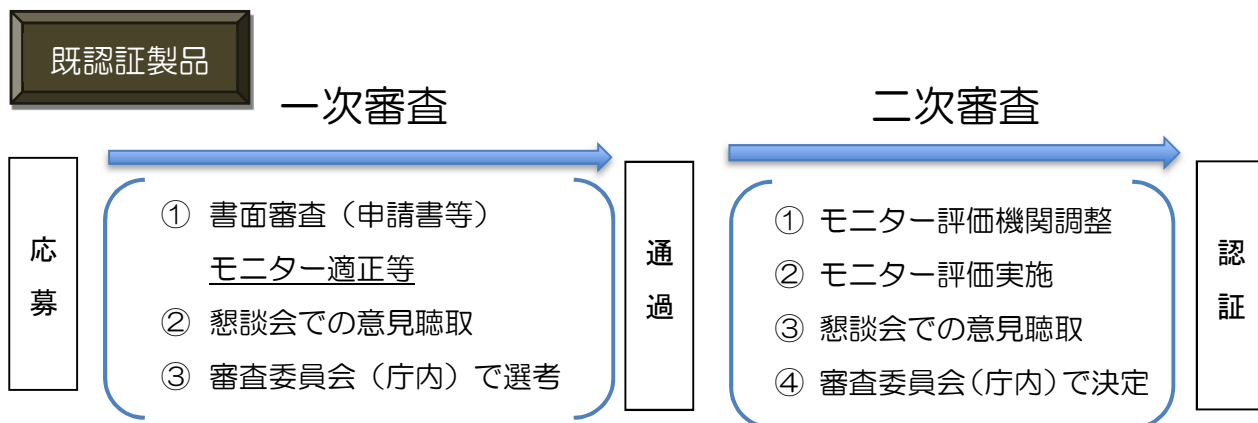 既認証製品
一次審査
応募
① 書面審査（申請書等）
モニター適正等
② 懇談会での意見聴取
③ 審査委員会（庁内）で選考
通過
二次審査
① モニター評価機関調整
② モニター評価実施
③ 懇談会での意見聴取
④ 審査委員会（庁内）で決定
認証